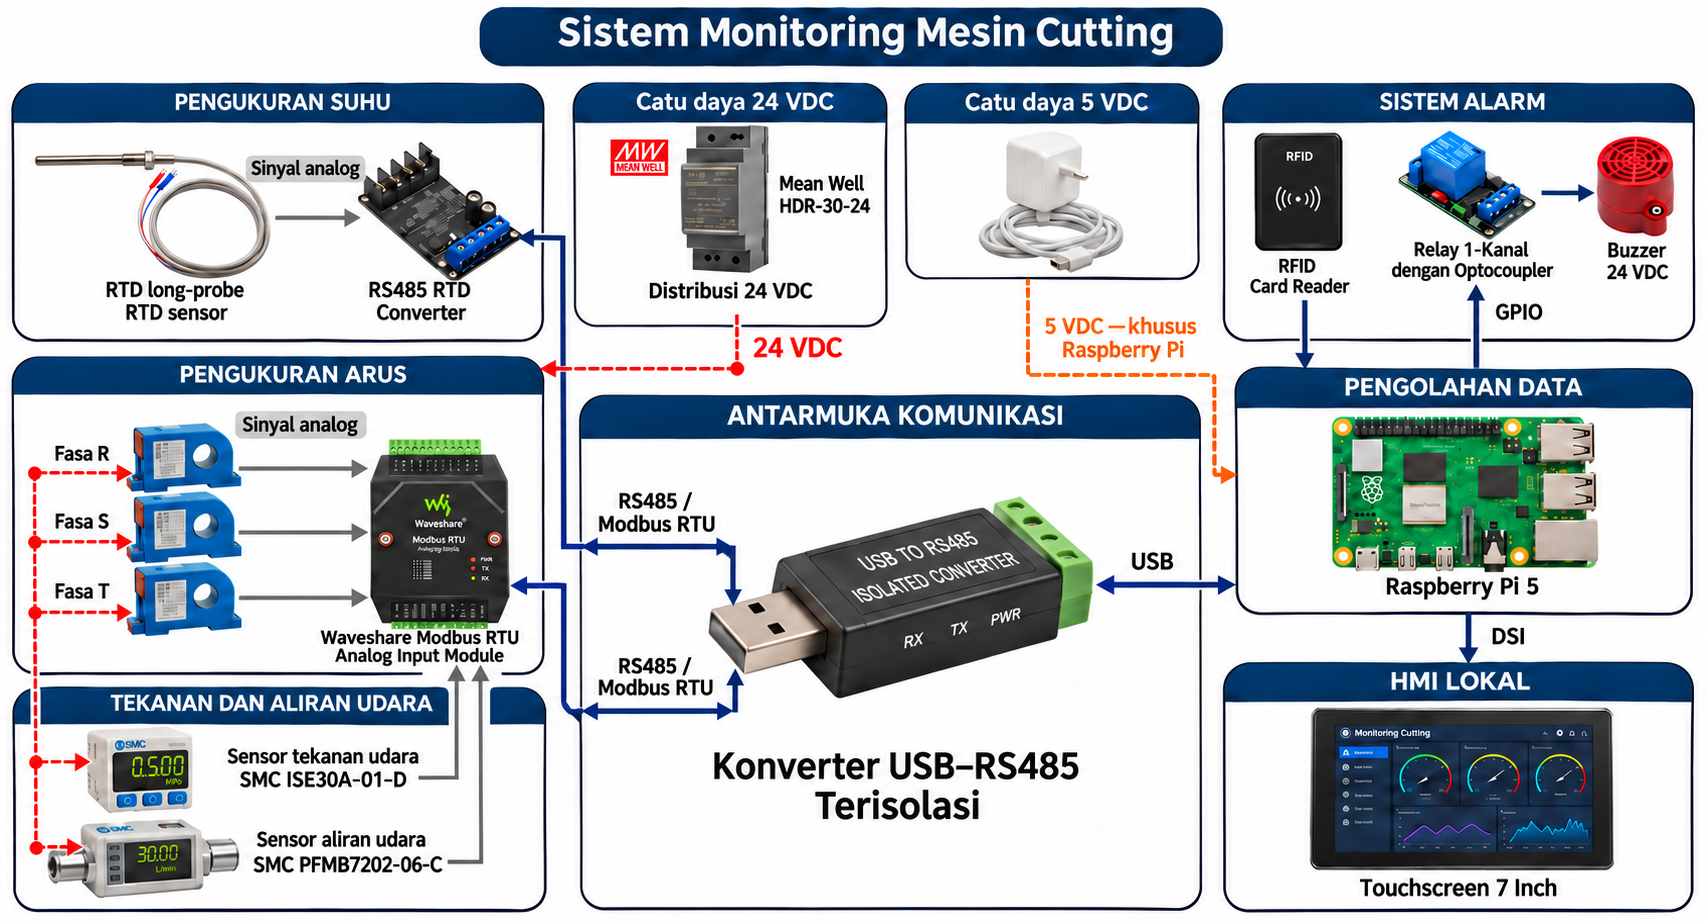 Sistem Monitoring Mesin Cutting
PENGUKURAN SUHU
Sinyal analog
RTD long-probe
RTD sensor
RS485 RTD
Converter
Catu daya 24 VDC
MW
MEAN WELL
Mean Well
HDR-30-24
Distribusi 24 VDC
24 VDC
Catu daya 5 VDC
5 VDC—khusus
Raspberry Pi
SISTEM ALARM
RFID
RFID
Card Reader
Relay 1-Kanal
dengan Optocoupler
Buzzer
24 VDC
GPIO
PENGUKURAN ARUS
Sinyal analog
Fasa R
Fasa S
Fasa T
Waveshare®
Modbus RTU
PWR
TX
RX
Waveshare Modbus RTU
Analog Input Module
TEKANAN DAN ALIRAN UDARA
SMC
0.5.00
MPa
Sensor tekanan udara
SMC ISE30A-01-D
SMC
30.00
L/min
Sensor aliran udara
SMC PFMB7202-06-C
ANTARMUKA KOMUNIKASI
RS485 /
Modbus RTU
USB TO RS485
ISOLATED CONVERTER
RX TX PWR
RS485 /
Modbus RTU
Konverter USB–RS485
Terisolasi
USB
PENGOLAHAN DATA
Raspberry Pi 5
DSI
HMI LOKAL
Monitoring Cutting
Touchscreen 7 Inch